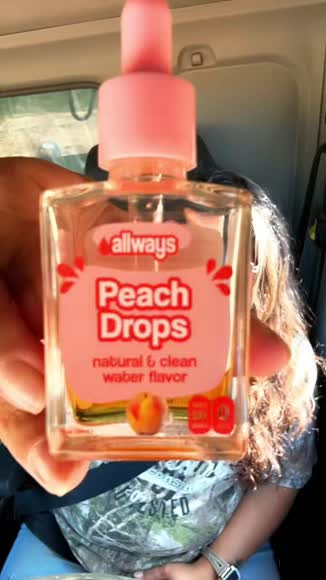 allways
Peach
Drops
natural & clean
water flavor